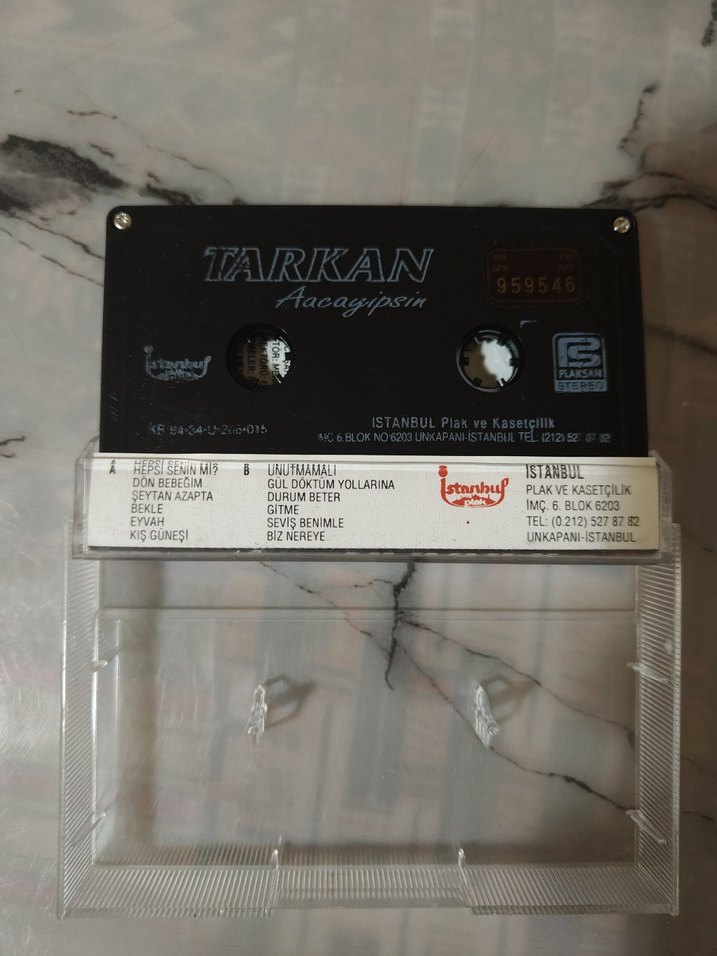 TARKAN
Aacayipsin
959546
İstanbul
plak
PLAKSAN
STEREO
ISTANBUL Plak ve Kasetçilik
İMÇ 6.BLOK NO:6203 UNKAPANI-İSTANBUL TEL: (212) 527 87 82
A
HEPSİ SENİN Mİ?
DÖN BEBEĞİM
ŞEYTAN AZAPTA
BEKLE
EYVAH
KIŞ GÜNEŞİ
B
UNUTMAMALI
GÜL DÖKTÜM YOLLARINA
DURUM BETER
GİTME
SEVİŞ BENİMLE
BİZ NEREYE
İstanbul
plak
İSTANBUL
PLAK VE KASETÇİLİK
İMÇ. 6. BLOK 6203
TEL: (0.212) 527 87 82
UNKAPANI-İSTANBUL